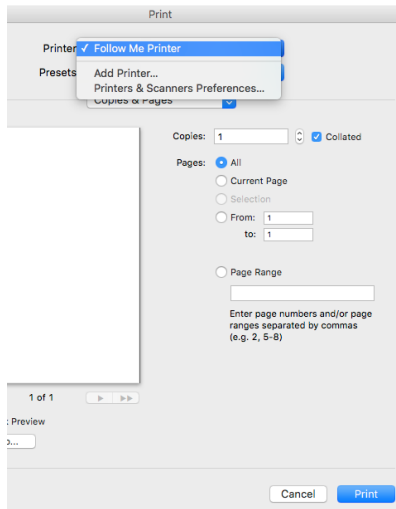 Print
Printer ✓ Follow Me Printer
Presets Add Printer...
Printers & Scanners Preferences...
Copies & Pages
Copies: 1 Collated
Pages: All
Current Page
Selection
From: 1
to: 1
Page Range
Enter page numbers and/or page
ranges separated by commas
(e.g. 2, 5-8)
1 of 1
Preview
Cancel Print